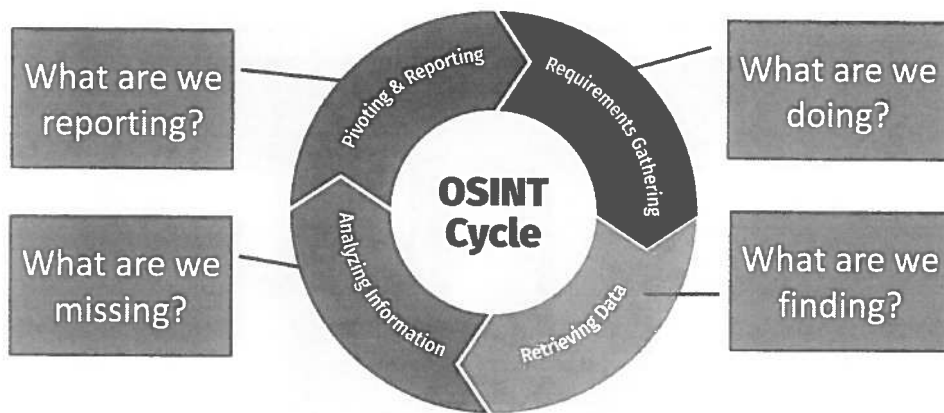 What are we
reporting?
Pivoting & Reporting
Requirements Gathering
What are we
doing?
OSINT
Cycle
What are we
missing?
Analyzing Information
Retrieving Data
What are we
finding?